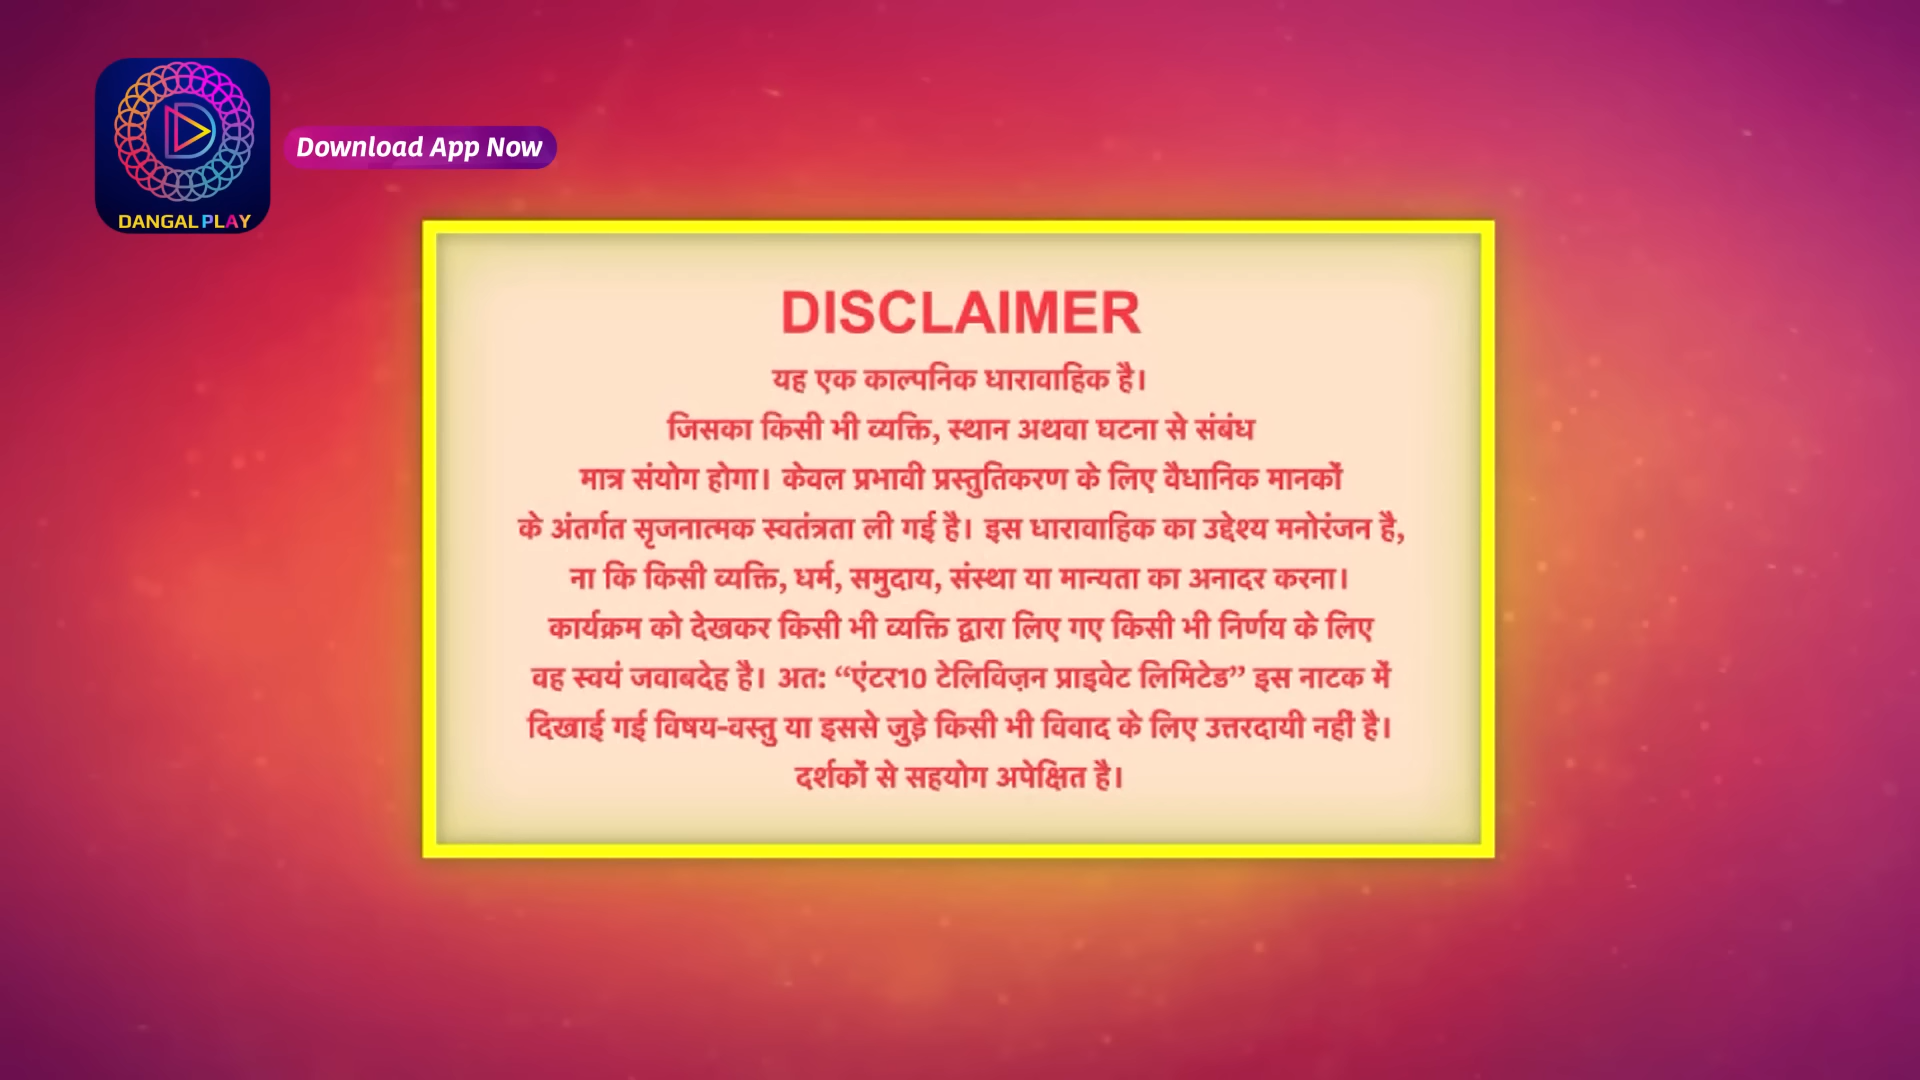 DANGAL PLAY
Download App Now
DISCLAIMER
यह एक काल्पनिक धारावाहिक है।
जिसका किसी भी व्यक्ति, स्थान अथवा घटना से संबंध
मात्र संयोग होगा। केवल प्रभावी प्रस्तुतिकरण के लिए वैधानिक मानकों
के अंतर्गत सृजनात्मक स्वतंत्रता ली गई है। इस धारावाहिक का उद्देश्य मनोरंजन है,
ना कि किसी व्यक्ति, धर्म, समुदाय, संस्था या मान्यता का अनादर करना।
कार्यक्रम को देखकर किसी भी व्यक्ति द्वारा लिए गए किसी भी निर्णय के लिए
वह स्वयं जवाबदेह है। अत: “एंटर10 टेलिविज़न प्राइवेट लिमिटेड” इस नाटक में
दिखाई गई विषय-वस्तु या इससे जुड़े किसी भी विवाद के लिए उत्तरदायी नहीं है।
दर्शकों से सहयोग अपेक्षित है।